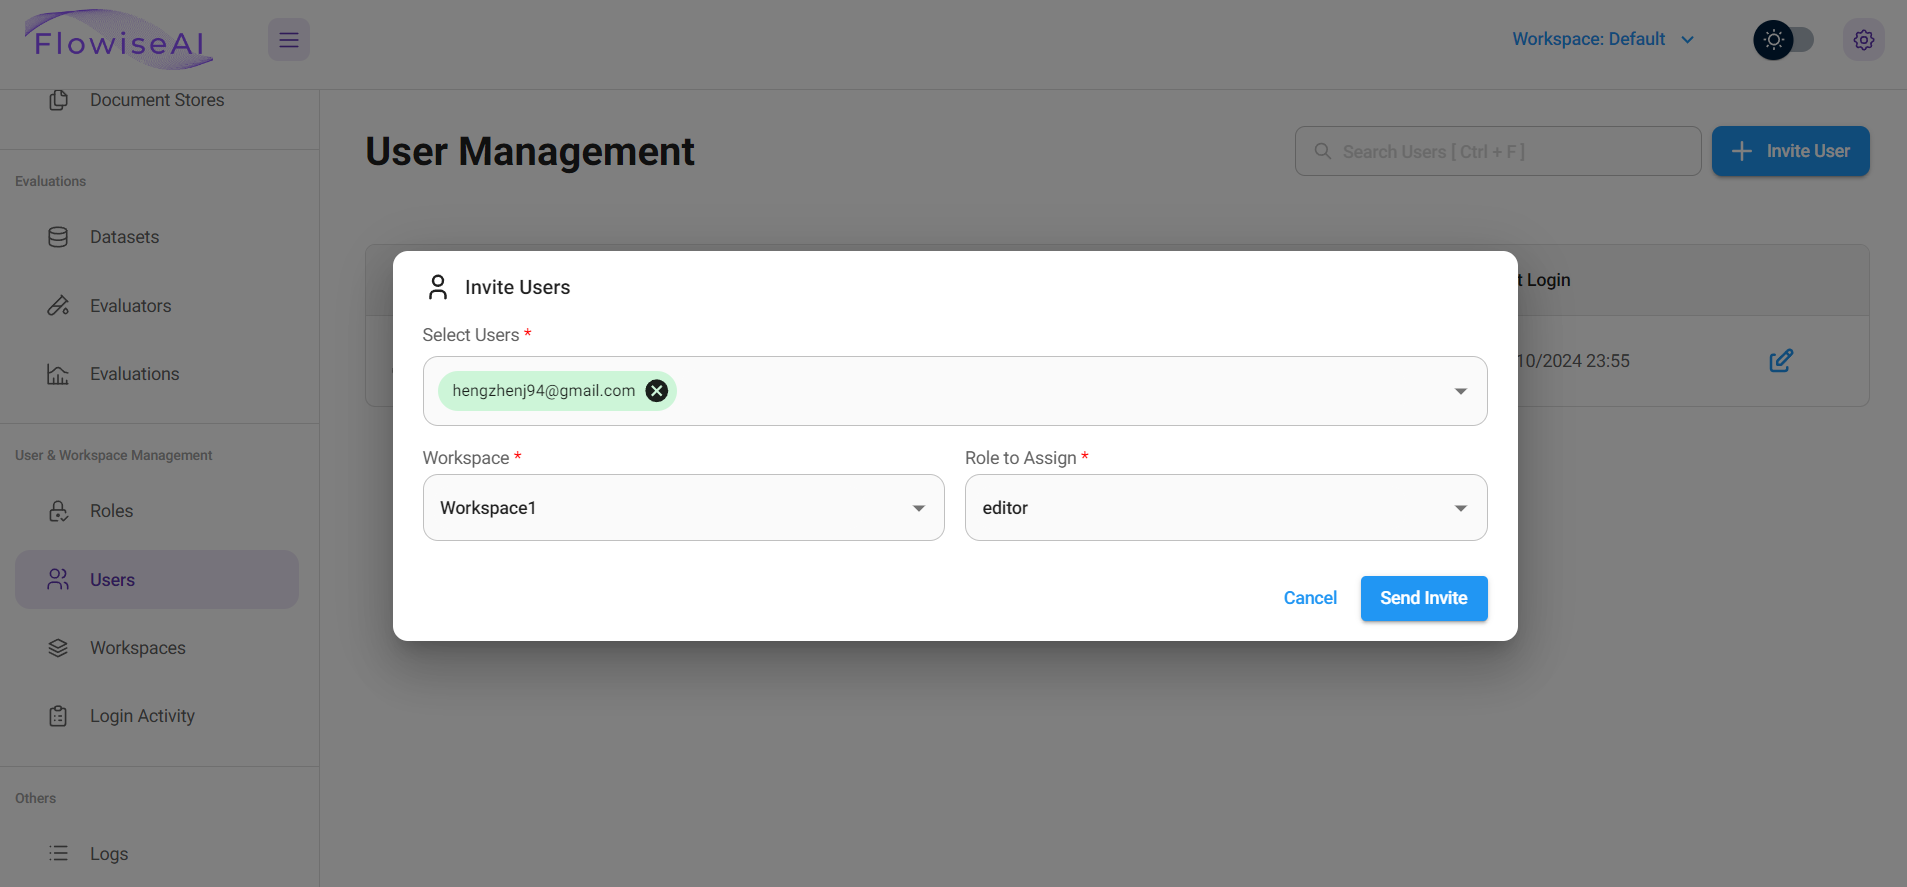 FlowiseAI
Workspace: Default
Document Stores
Evaluations
Datasets
Evaluators
Evaluations
User & Workspace Management
Roles
Users
Workspaces
Login Activity
Others
Logs
User Management
Search Users [ Ctrl + F ]
Invite User
t Login
10/2024 23:55
Invite Users
Select Users *
hengzhenj94@gmail.com
Workspace *
Role to Assign *
Workspace1
editor
Cancel
Send Invite